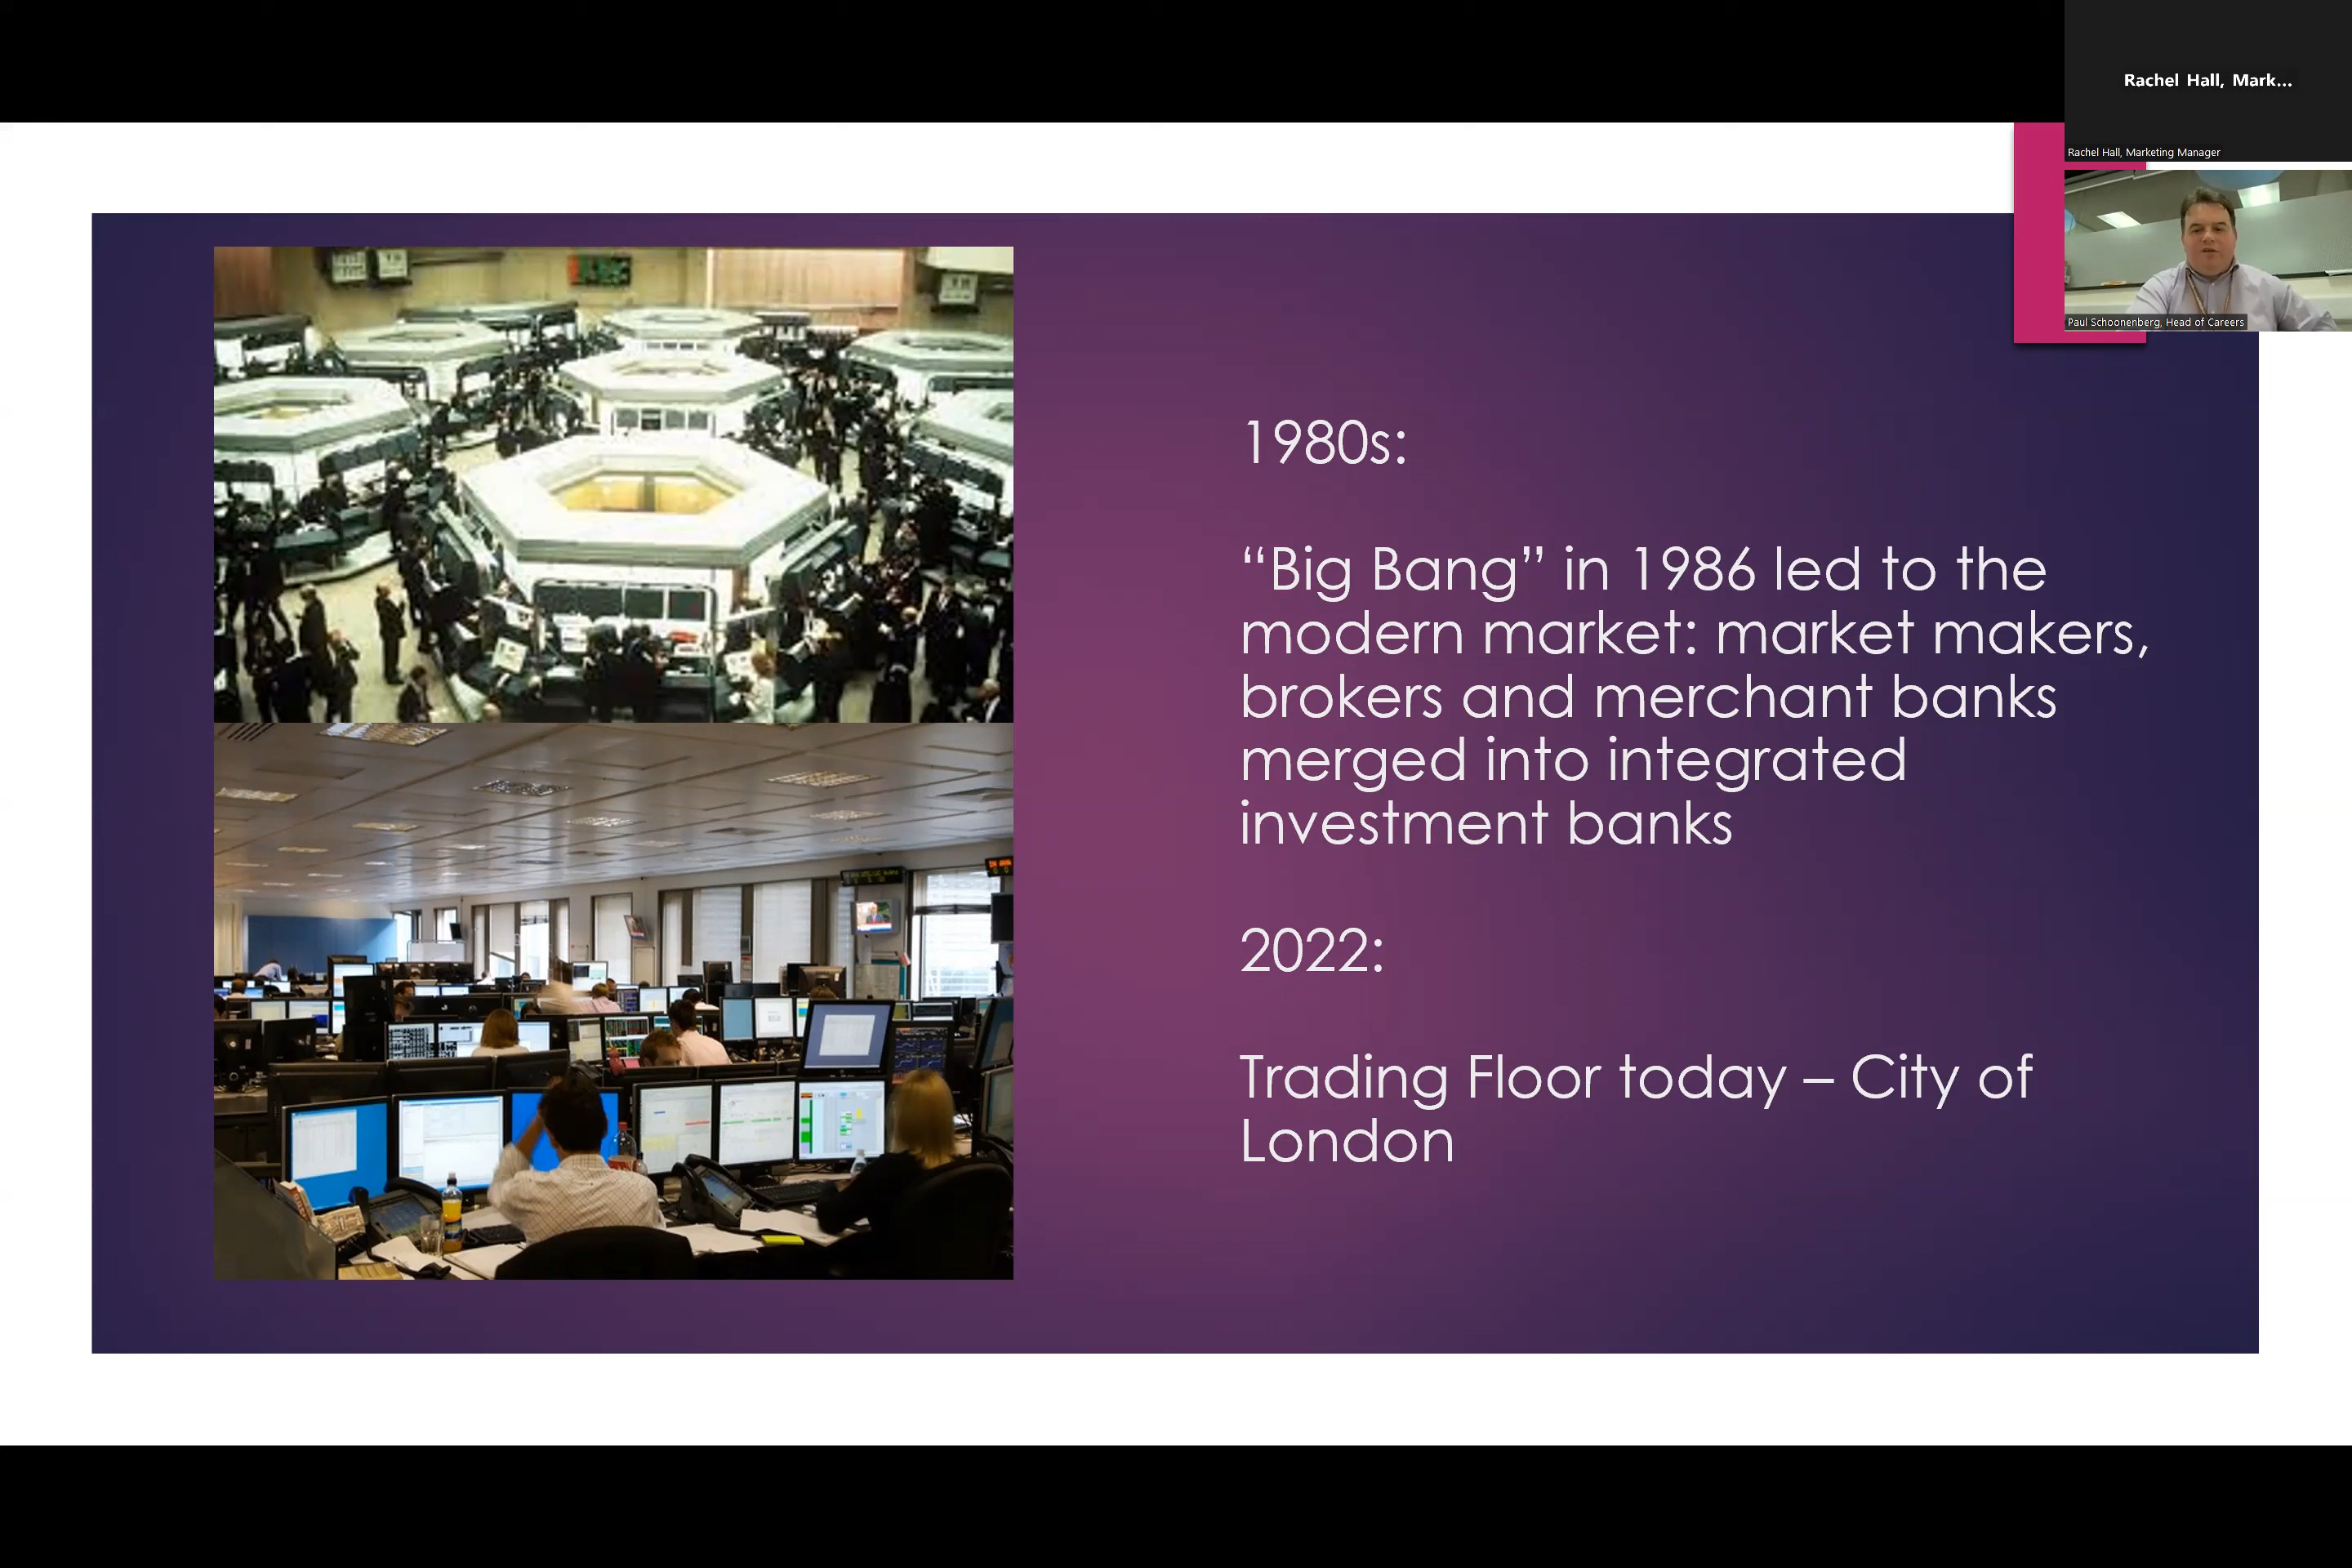 Rachel Hall, Mark...
Rachel Hall, Marketing Manager
Paul Schoonenberg, Head of Careers
1980s:
“Big Bang” in 1986 led to the
modern market: market makers,
brokers and merchant banks
merged into integrated
investment banks
2022:
Trading Floor today – City of
London